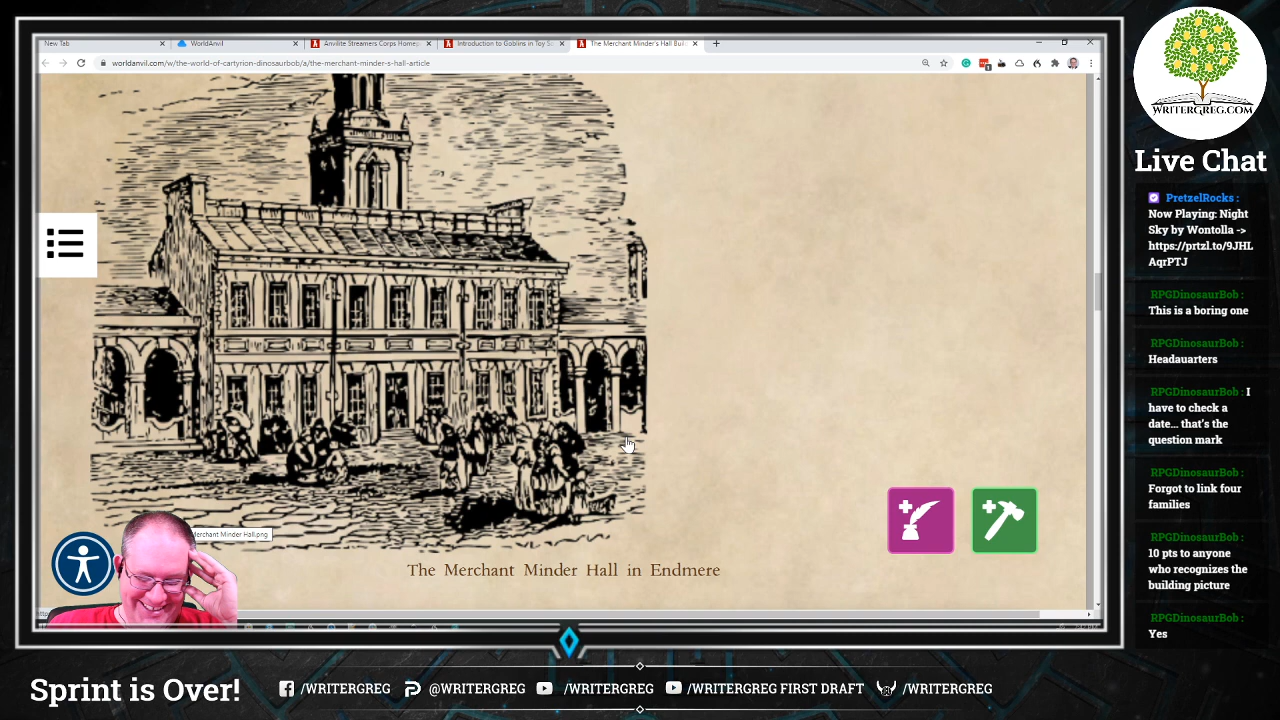 New Tab
WorldAnvil
Anvilite Streamers Corps Homep
Introduction to Goblins in Toy S
The Merchant Minder's Hall Buil
worldanvil.com/w/the-world-of-cartyrion-dinosaurbob/a/the-merchant-minder-s-hall-article
Merchant Minder Hall.png
The Merchant Minder Hall in Endmere
WRITERGREG.COM
Live Chat
PretzelRocks :
Now Playing: Night
Sky by Wontolla ->
https://prtzl.to/9JHL
AqrPTJ
RPGDinosaurBob :
This is a boring one
RPGDinosaurBob :
Headauarters
RPGDinosaurBob : I
have to check a
date... that's the
question mark
RPGDinosaurBob :
Forgot to link four
families
RPGDinosaurBob :
10 pts to anyone
who recognizes the
building picture
RPGDinosaurBob :
Yes
Sprint is Over!
/WRITERGREG
@WRITERGREG
/WRITERGREG
/WRITERGREG FIRST DRAFT
/WRITERGREG